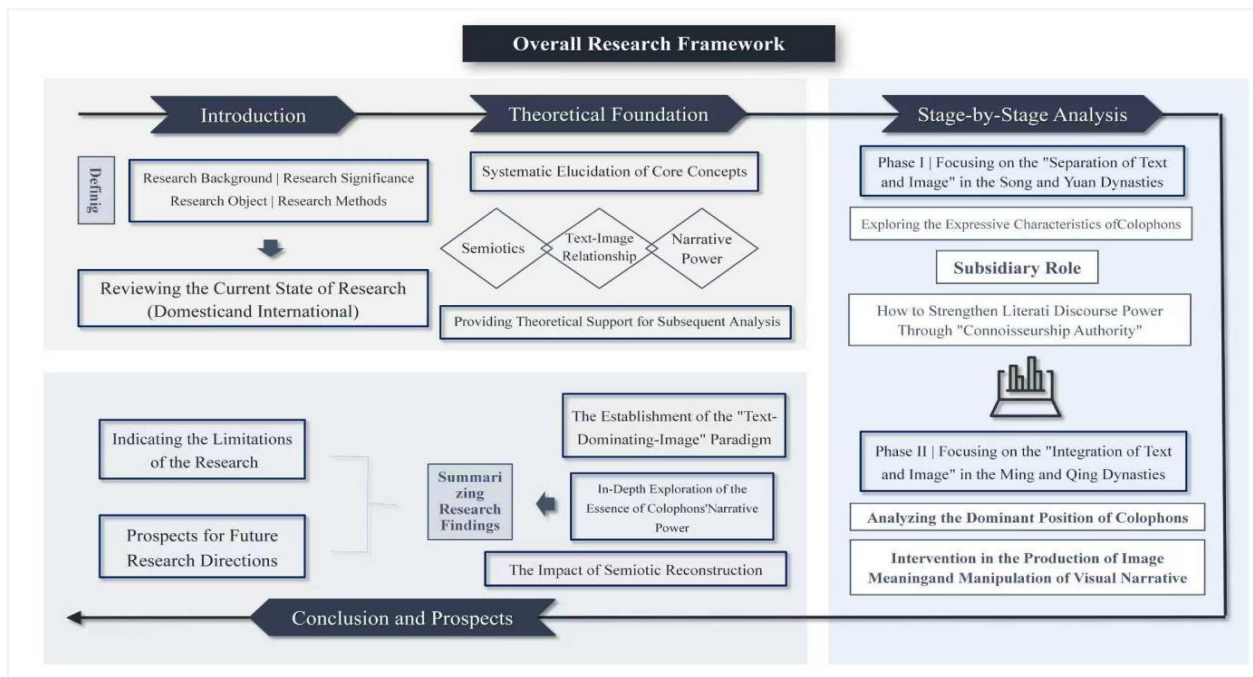 Overall Research Framework
Introduction
Theoretical Foundation
Stage-by-Stage Analysis
Definig
Research Background | Research Significance
Research Object | Research Methods
Reviewing the Current State of Research
(Domesticand International)
Systematic Elucidation of Core Concepts
Semiotics
Text-Image
Relationship
Narrative
Power
Providing Theoretical Support for Subsequent Analysis
Phase I | Focusing on the "Separation of Text
and Image" in the Song and Yuan Dynasties
Exploring the Expressive Characteristics ofColophons
Subsidiary Role
How to Strengthen Literati Discourse Power
Through "Connoisseurship Authority"
Phase II | Focusing on the "Integration of Text
and Image" in the Ming and Qing Dynasties
Analyzing the Dominant Position of Colophons
Intervention in the Production of Image
Meaningand Manipulation of Visual Narrative
The Establishment of the "Text-
Dominating-Image" Paradigm
In-Depth Exploration of the
Essence of Colophons'Narrative
Power
The Impact of Semiotic Reconstruction
Summari
zing
Research
Findings
Indicating the Limitations
of the Research
Prospects for Future
Research Directions
Conclusion and Prospects